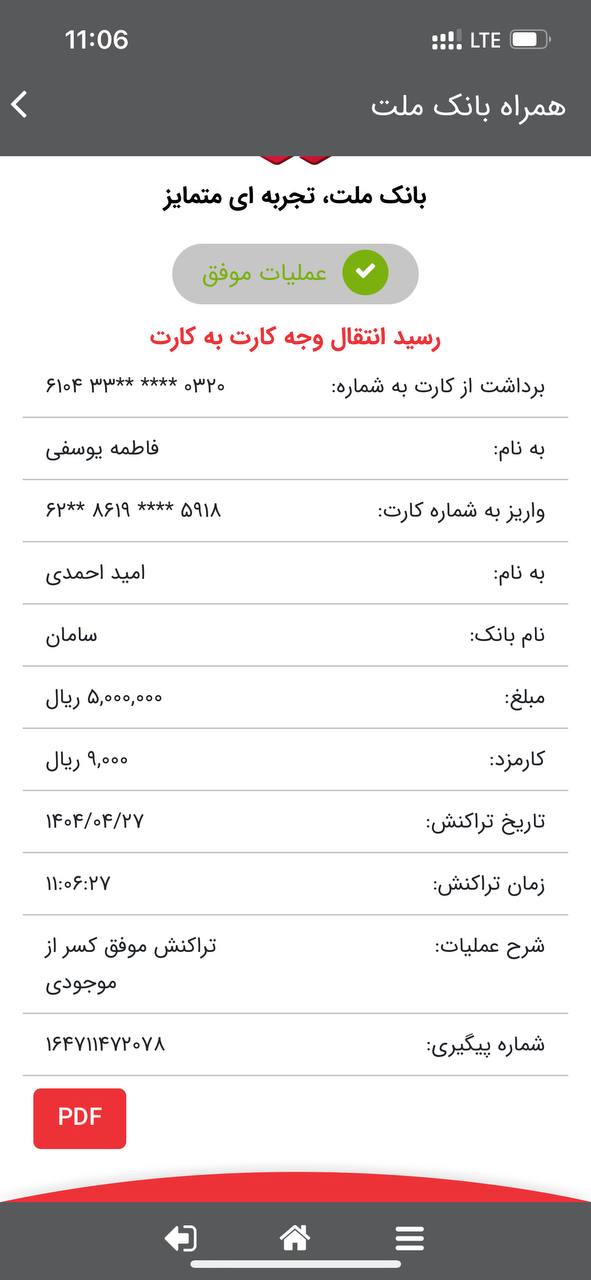 11:06
LTE
همراه بانک ملت
بانک ملت، تجربه ای متمایز
عملیات موفق
رسید انتقال وجه کارت به کارت
برداشت از کارت به شماره: ۶۱۰۴ ۳۳** **** ۰۳۲۰
به نام: فاطمه یوسفی
واریز به شماره کارت: ۶۲** ۸۶۱۹ **** ۵۹۱۸
به نام: امید احمدی
نام بانک: سامان
مبلغ: ۵,۰۰۰,۰۰۰ ریال
کارمزد: ۹,۰۰۰ ریال
تاریخ تراکنش: ۱۴۰۴/۰۴/۲۷
زمان تراکنش: ۱۱:۰۶:۲۷
شرح عملیات: تراکنش موفق کسر از
موجودی
شماره پیگیری: ۱۶۴۷۱۱۴۷۲۰۷۸
PDF